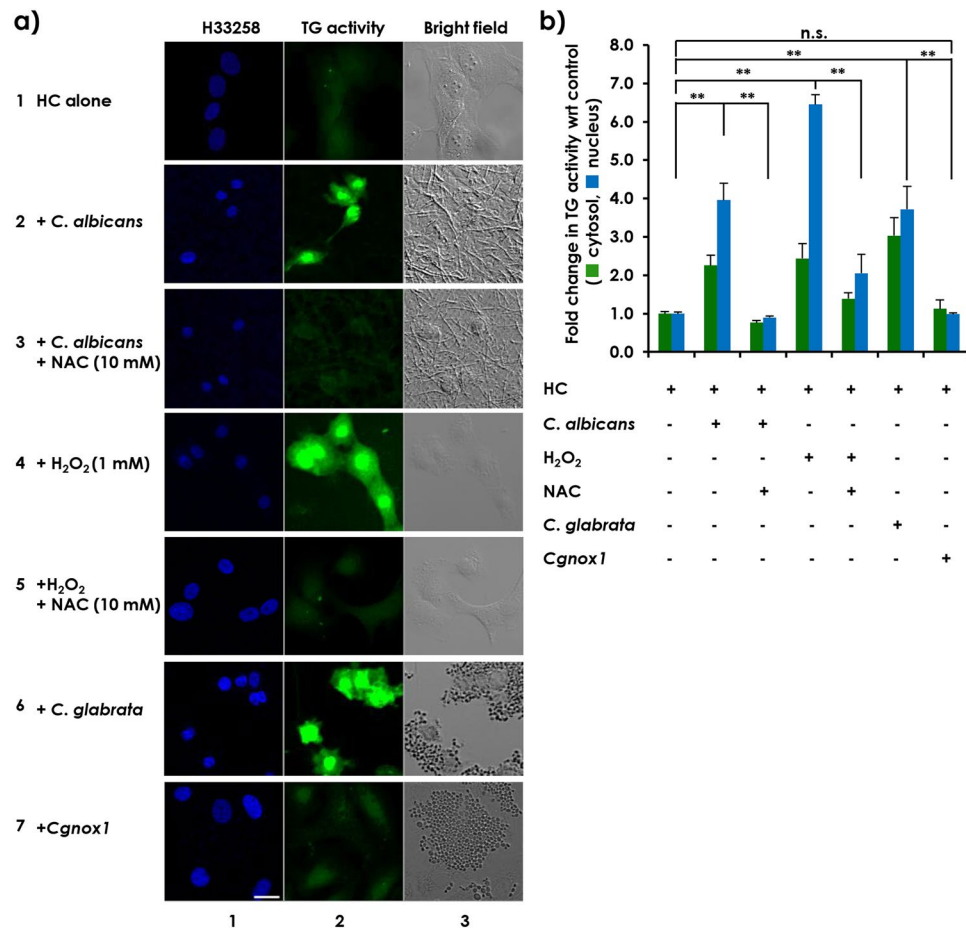 a)
H33258 TG activity Bright field
1 HC alone
2 + C. albicans
3 + C. albicans
+ NAC (10 mM)
4 + H₂O₂ (1 mM)
5 +H₂O₂
+ NAC (10 mM)
6 + C. glabrata
7 +Cgnox1
1 2 3
b)
n.s.
** **
** **
** **
Fold change in TG activity wrt control
( cytosol, nucleus)
8.0
7.0
6.0
5.0
4.0
3.0
2.0
1.0
0.0
HC + + + + + + +
C. albicans - + + - - - -
H₂O₂ - - - + + - -
NAC - - + - + - -
C. glabrata - - - - - + -
Cgnox1 - - - - - - +